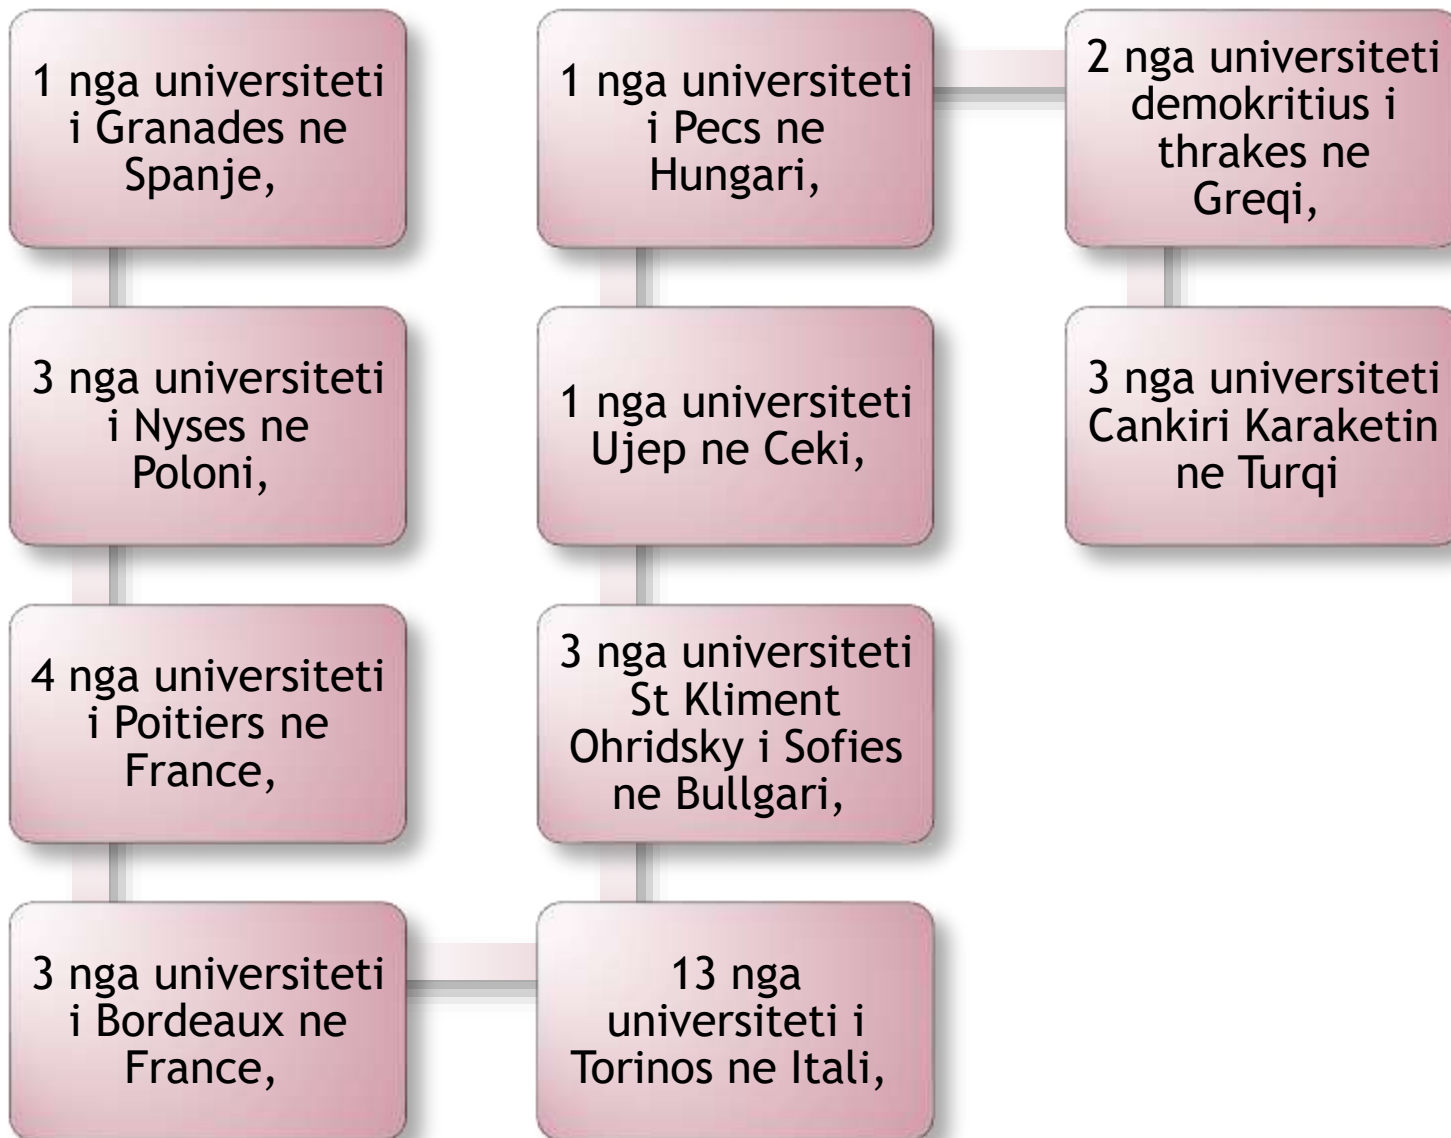 1 nga universiteti
i Granades ne
Spanje,
3 nga universiteti
i Nyses ne
Poloni,
4 nga universiteti
i Poitiers ne
France,
3 nga universiteti
i Bordeaux ne
France,
13 nga
universiteti i
Torinos ne Itali,
3 nga universiteti
St Kliment
Ohridsky i Sofies
ne Bullgari,
1 nga universiteti
Ujep ne Ceki,
1 nga universiteti
i Pecs ne
Hungari,
2 nga universiteti
demokritius i
thrakes ne
Greqi,
3 nga universiteti
Cankiri Karaketin
ne Turqi